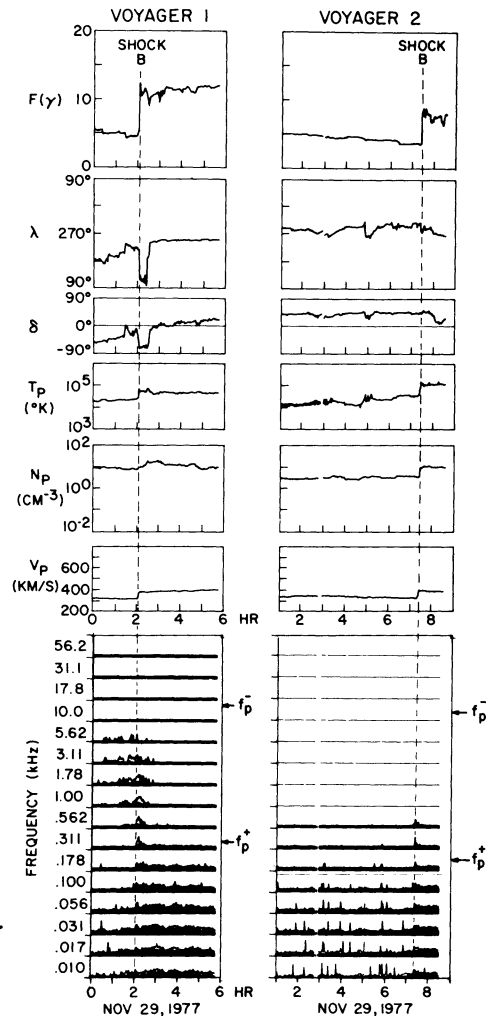 VOYAGER 1 VOYAGER 2
SHOCK B SHOCK B
20
F(γ) 10
0
90°
λ 270°
90°
90°
δ 0°
-90°
T_P 10^5
(°K) 10^3
10^2
N_P 10^0
(CM^-3) 10^-2
V_P 600
(KM/S) 400
200
0 2 4 6 HR 2 4 6 8
FREQUENCY (kHz)
56.2
31.1
17.8
10.0
5.62
3.11
1.78
1.00
.562
.311
.178
.100
.056
.031
.017
.010
f_p^- f_p^-
f_p^+ f_p^+
0 2 4 6 HR 2 4 6 8
NOV 29, 1977 NOV 29, 1977